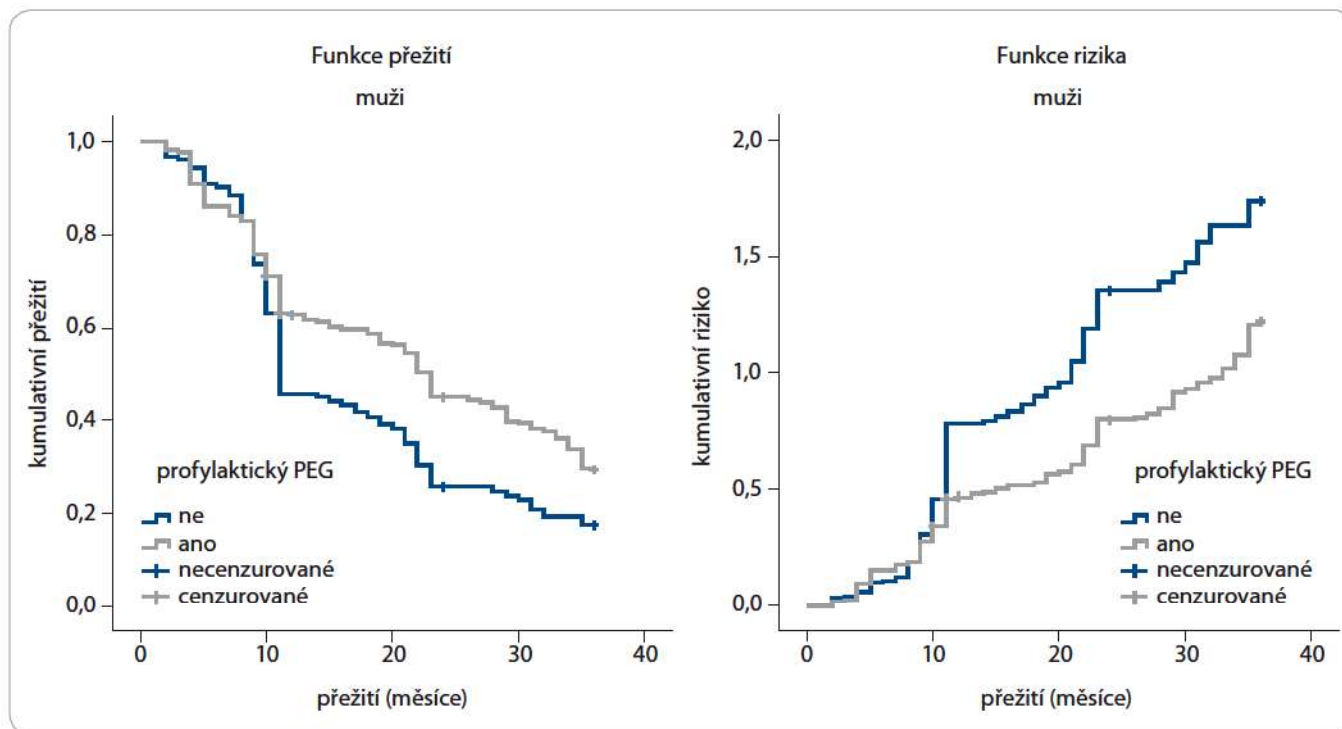 Funkce přežití
muži
1,0
0,8
0,6
0,4
0,2
0,0
kumulativní přežití
profylaktický PEG
ne
ano
necenzurované
cenzurované
0 10 20 30 40
přežití (měsíce)
Funkce rizika
muži
2,0
1,5
1,0
0,5
0,0
kumulativní riziko
profylaktický PEG
ne
ano
necenzurované
cenzurované
0 10 20 30 40
přežití (měsíce)